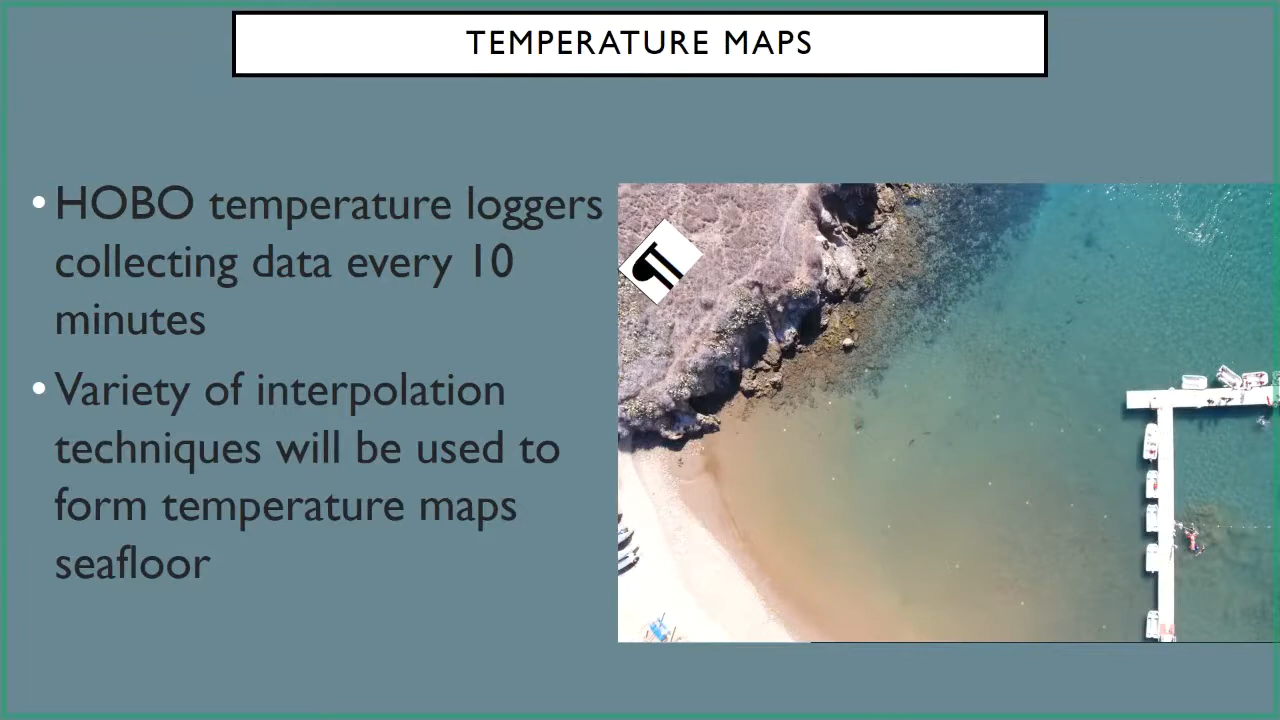 TEMPERATURE MAPS
• HOBO temperature loggers
collecting data every 10
minutes
• Variety of interpolation
techniques will be used to
form temperature maps
seafloor
¶